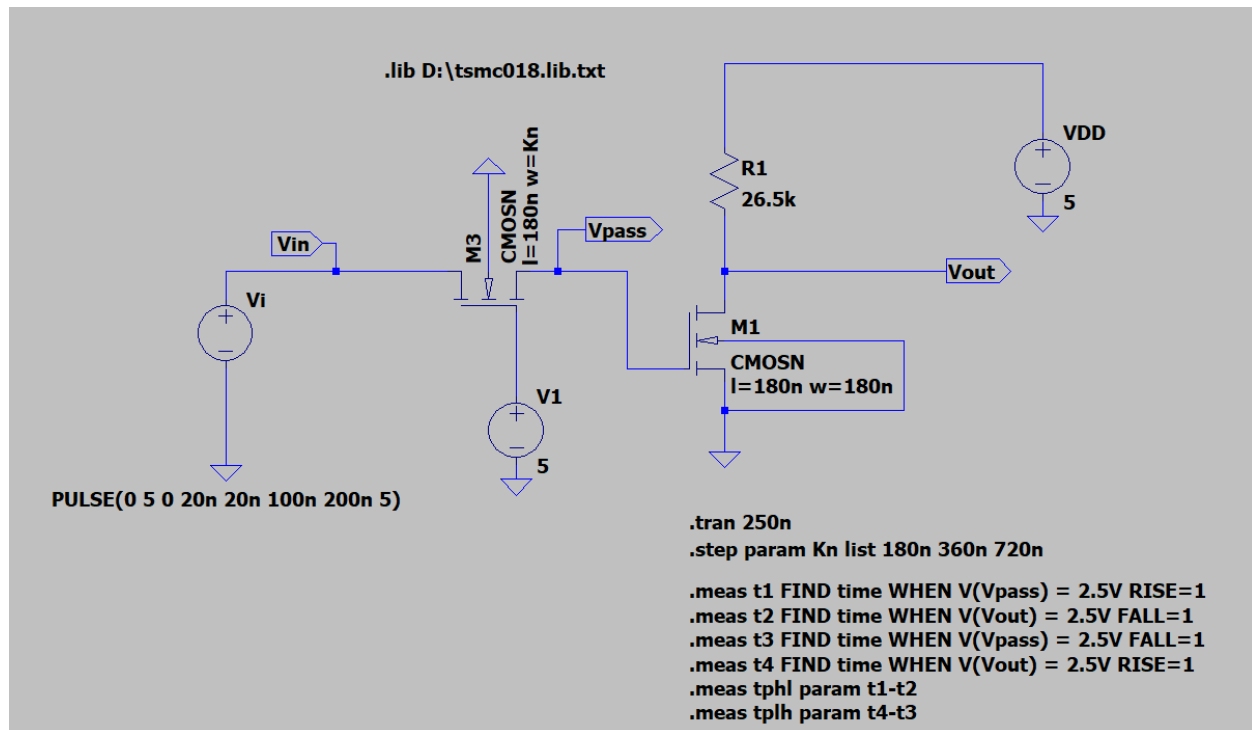 .lib D:\tsmc018.lib.txt
VDD
5
R1
26.5k
M3
CMOSN
l=180n w=Kn
Vin
Vpass
Vout
Vi
M1
CMOSN
l=180n w=180n
V1
5
PULSE(0 5 0 20n 20n 100n 200n 5)
.tran 250n
.step param Kn list 180n 360n 720n
.meas t1 FIND time WHEN V(Vpass) = 2.5V RISE=1
.meas t2 FIND time WHEN V(Vout) = 2.5V FALL=1
.meas t3 FIND time WHEN V(Vpass) = 2.5V FALL=1
.meas t4 FIND time WHEN V(Vout) = 2.5V RISE=1
.meas tphl param t1-t2
.meas tplh param t4-t3